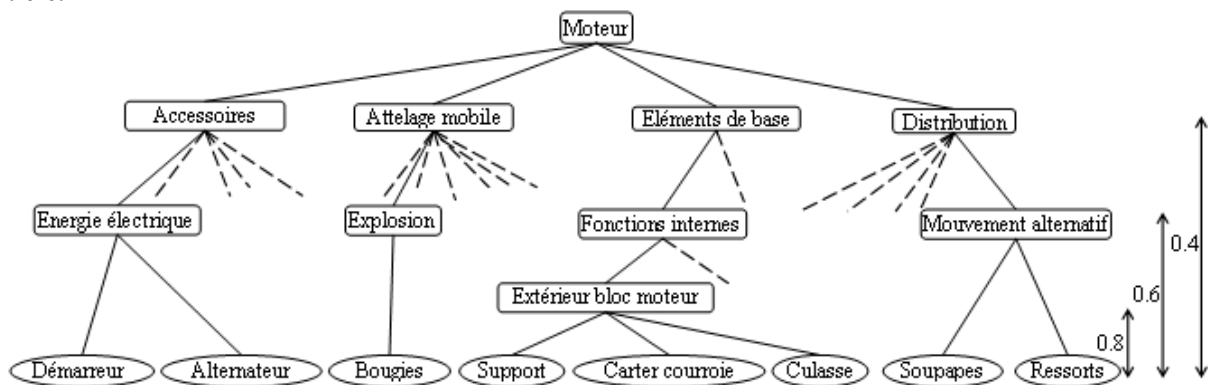 Moteur
Accessoires
Attelage mobile
Eléments de base
Distribution
Energie électrique
Explosion
Fonctions internes
Mouvement alternatif
0.4
Extérieur bloc moteur
0.6
0.8
Démarreur
Alternateur
Bougies
Support
Carter courroie
Culasse
Soupapes
Ressorts